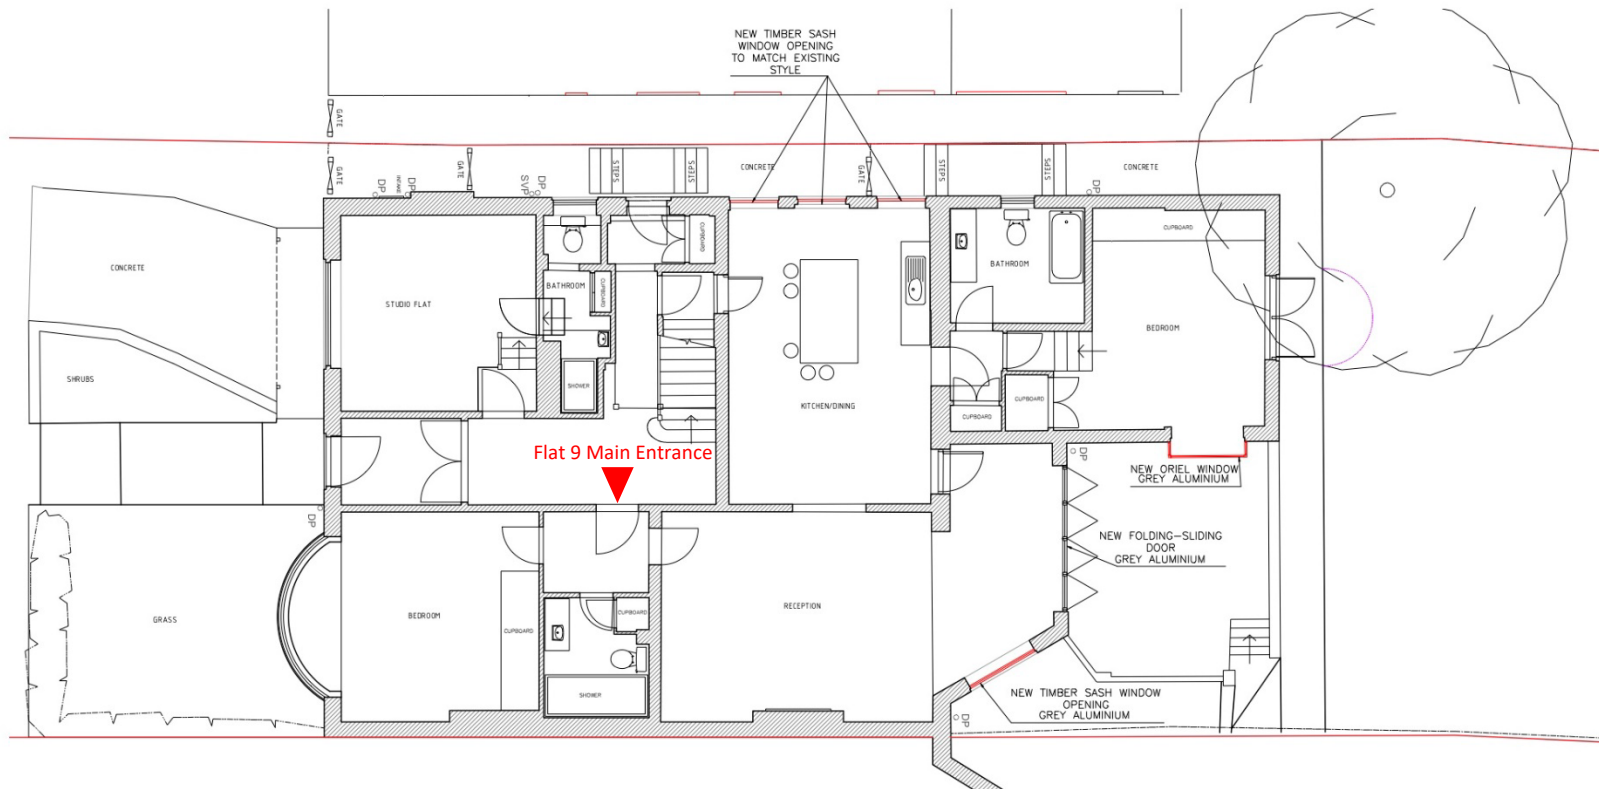 NEW TIMBER SASH
WINDOW OPENING
TO MATCH EXISTING
STYLE
GATE
GATE
GATE
DP
DP
SVP
DP
STEPS
STEPS
CONCRETE
GATE
STEPS
STEPS
CONCRETE
DP
CONCRETE
SHRUBS
STUDIO FLAT
BATHROOM
CUPBOARD
CUPBOARD
SHOWER
KITCHEN/DINING
BATHROOM
CUPBOARD
BEDROOM
CUPBOARD
CUPBOARD
Flat 9 Main Entrance
DP
NEW ORIEL WINDOW
GREY ALUMINIUM
DP
NEW FOLDING-SLIDING
DOOR
GREY ALUMINIUM
GRASS
BEDROOM
CUPBOARD
CUPBOARD
SHOWER
RECEPTION
NEW TIMBER SASH WINDOW
OPENING
GREY ALUMINIUM
DP